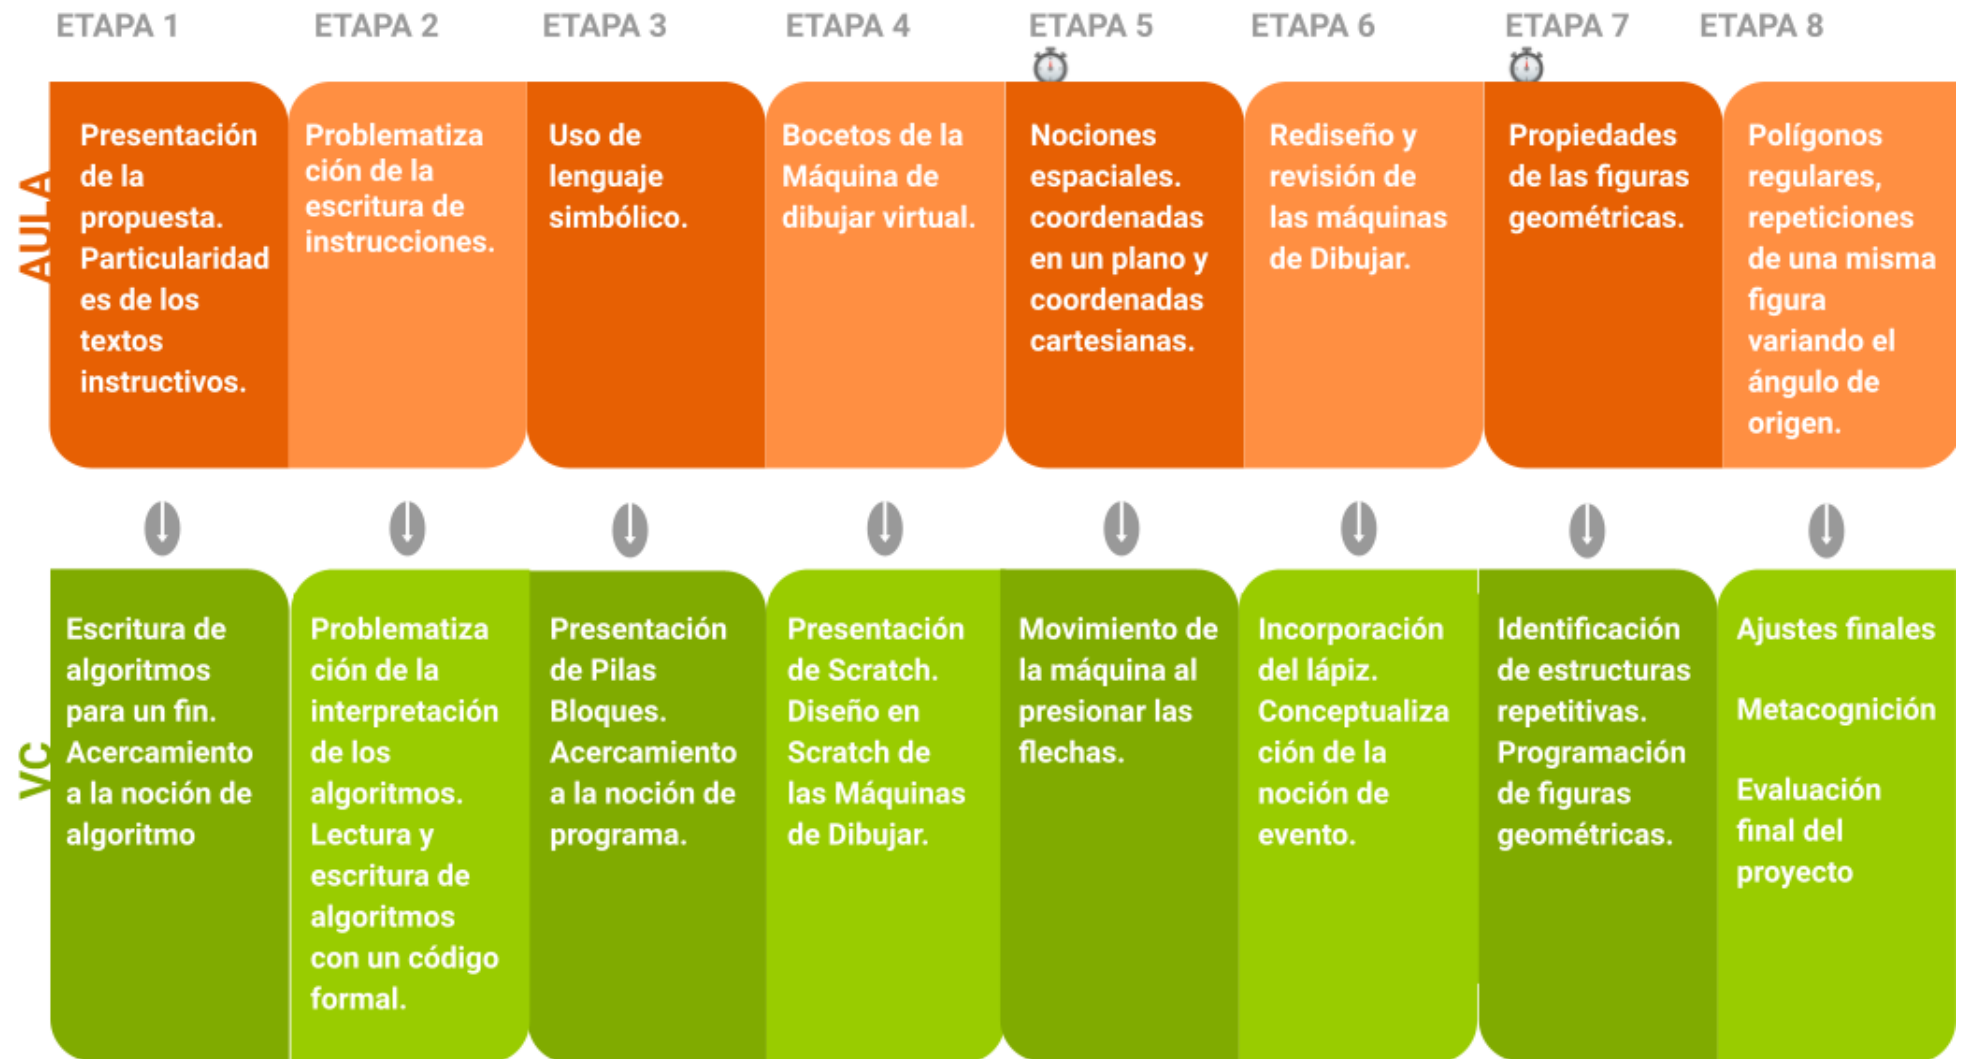 ETAPA 1
ETAPA 2
ETAPA 3
ETAPA 4
ETAPA 5
ETAPA 6
ETAPA 7
ETAPA 8
AULA
Presentación
de la
propuesta.
Particularidad
es de los
textos
instructivos.
Problematiza
ción de la
escritura de
instrucciones.
Uso de
lenguaje
simbólico.
Bocetos de la
Máquina de
dibujar virtual.
Nociones
espaciales.
coordenadas
en un plano y
coordenadas
cartesianas.
Rediseño y
revisión de
las máquinas
de Dibujar.
Propiedades
de las figuras
geométricas.
Polígonos
regulares,
repeticiones
de una misma
figura
variando el
ángulo de
origen.
VC
Escritura de
algoritmos
para un fin.
Acercamiento
a la noción de
algoritmo
Problematiza
ción de la
interpretación
de los
algoritmos.
Lectura y
escritura de
algoritmos
con un código
formal.
Presentación
de Pilas
Bloques.
Acercamiento
a la noción de
programa.
Presentación
de Scratch.
Diseño en
Scratch de
las Máquinas
de Dibujar.
Movimiento de
la máquina al
presionar las
flechas.
Incorporación
del lápiz.
Conceptualiza
ción de la
noción de
evento.
Identificación
de estructuras
repetitivas.
Programación
de figuras
geométricas.
Ajustes finales
Metacognición
Evaluación
final del
proyecto